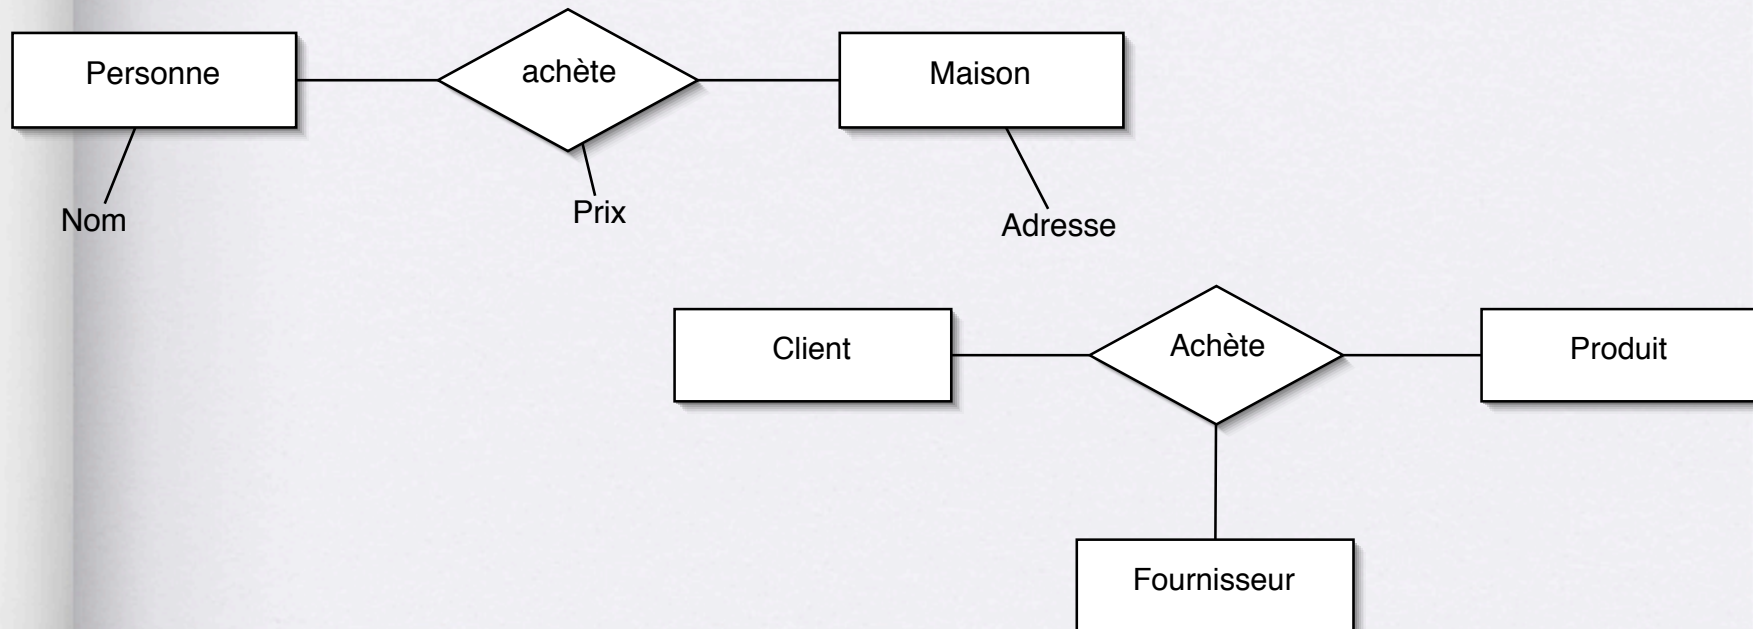 Personne
achète
Maison
Nom
Prix
Adresse
Client
Achète
Produit
Fournisseur